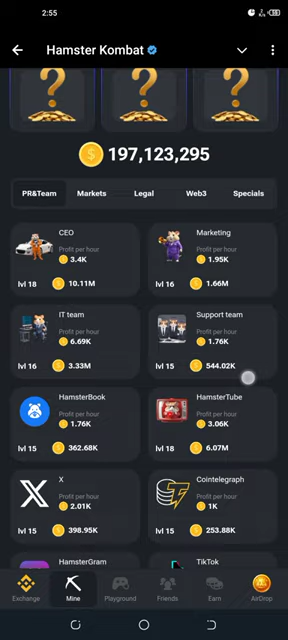 2:55
Hamster Kombat
197,123,295
PR&Team Markets Legal Web3 Specials
CEO
Profit per hour
3.4K
lvl 18 10.11M
Marketing
Profit per hour
1.95K
lvl 16 1.66M
IT team
Profit per hour
6.69K
lvl 16 3.33M
Support team
Profit per hour
1.76K
lvl 15 544.02K
HamsterBook
Profit per hour
1.76K
lvl 15 362.68K
HamsterTube
Profit per hour
3.06K
lvl 18 6.07M
X
Profit per hour
2.01K
lvl 15 398.95K
Cointelegraph
Profit per hour
1K
lvl 15 253.88K
HamsterGram
TikTok
Exchange Mine Playground Friends Earn AirDrop